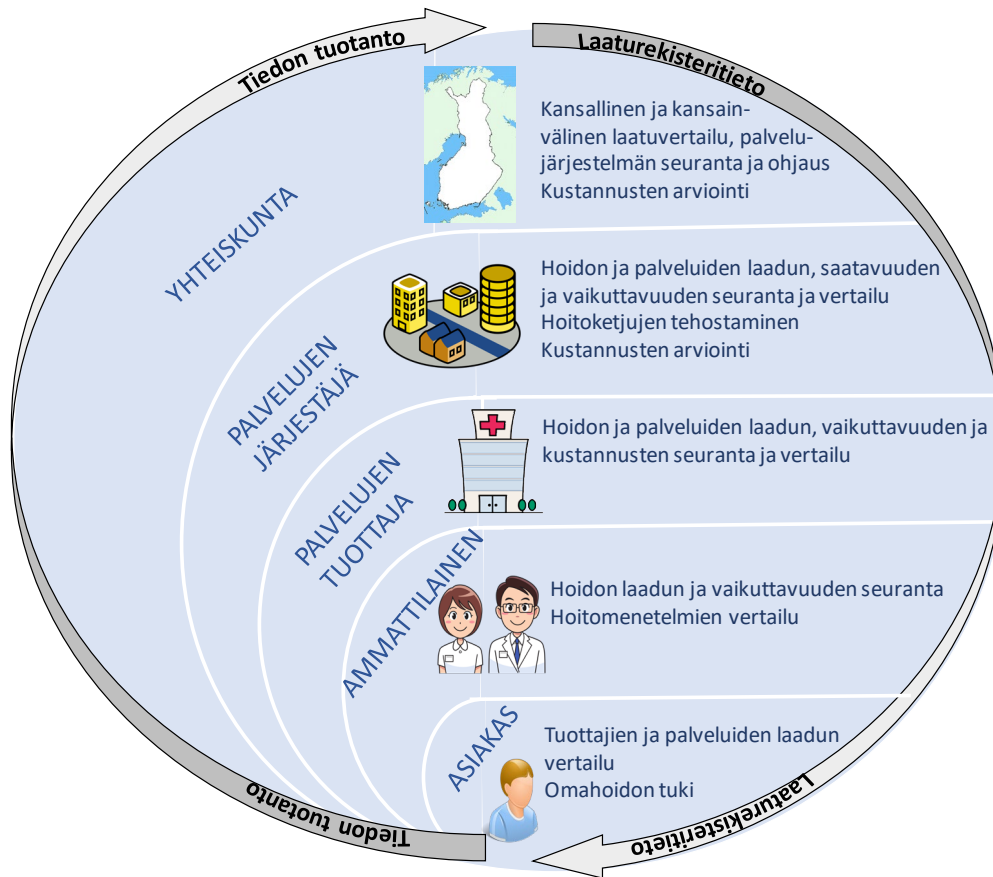 Tiedon tuotanto
Laaturekisteritieto
Kansallinen ja kansain-
välinen laatuvertailu, palvelu-
järjestelmän seuranta ja ohjaus
Kustannusten arviointi
YHTEISKUNTA
Hoidon ja palveluiden laadun, saatavuuden
ja vaikuttavuuden seuranta ja vertailu
Hoitoketjujen tehostaminen
Kustannusten arviointi
PALVELUJEN
JÄRJESTÄJÄ
Hoidon ja palveluiden laadun, vaikuttavuuden ja
kustannusten seuranta ja vertailu
PALVELUJEN
TUOTTAJA
Hoidon laadun ja vaikuttavuuden seuranta
Hoitomenetelmien vertailu
AMMATTILAINEN
Tuottajien ja palveluiden laadun
vertailu
Omahoidon tuki
ASIAKAS
Tiedon tuotanto
Laaturekisteritieto